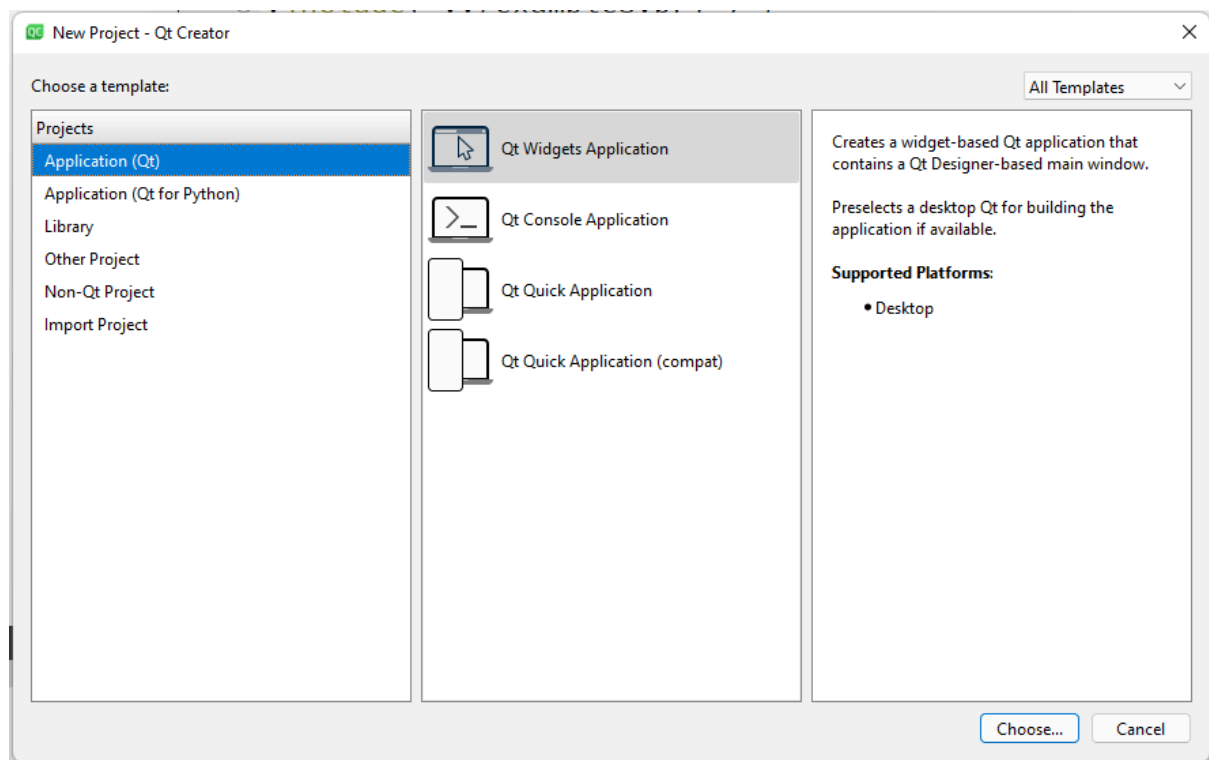 New Project - Qt Creator
Choose a template:
All Templates
Projects
Application (Qt)
Application (Qt for Python)
Library
Other Project
Non-Qt Project
Import Project
Qt Widgets Application
Qt Console Application
Qt Quick Application
Qt Quick Application (compat)
Creates a widget-based Qt application that
contains a Qt Designer-based main window.
Preselects a desktop Qt for building the
application if available.
Supported Platforms:
• Desktop
Choose...
Cancel